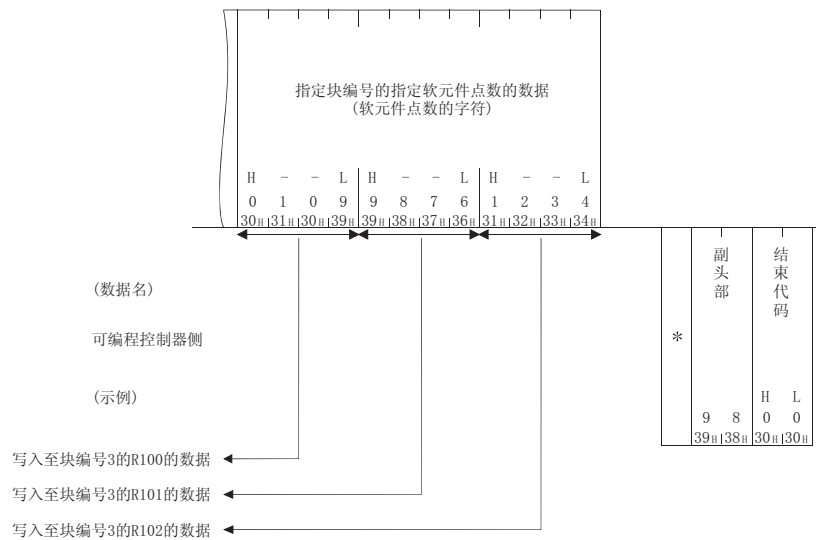 指定块编号的指定软元件点数的数据
(软元件点数的字符)
H - - L H - - L H - - L
0 1 0 9 9 8 7 6 1 2 3 4
30H 31H 30H 39H 39H 38H 37H 36H 31H 32H 33H 34H
(数据名)
可编程控制器侧
(示例)
副头部
结束代码
*
H L
9 8 0 0
39H 38H 30H 30H
写入至块编号3的R100的数据
写入至块编号3的R101的数据
写入至块编号3的R102的数据